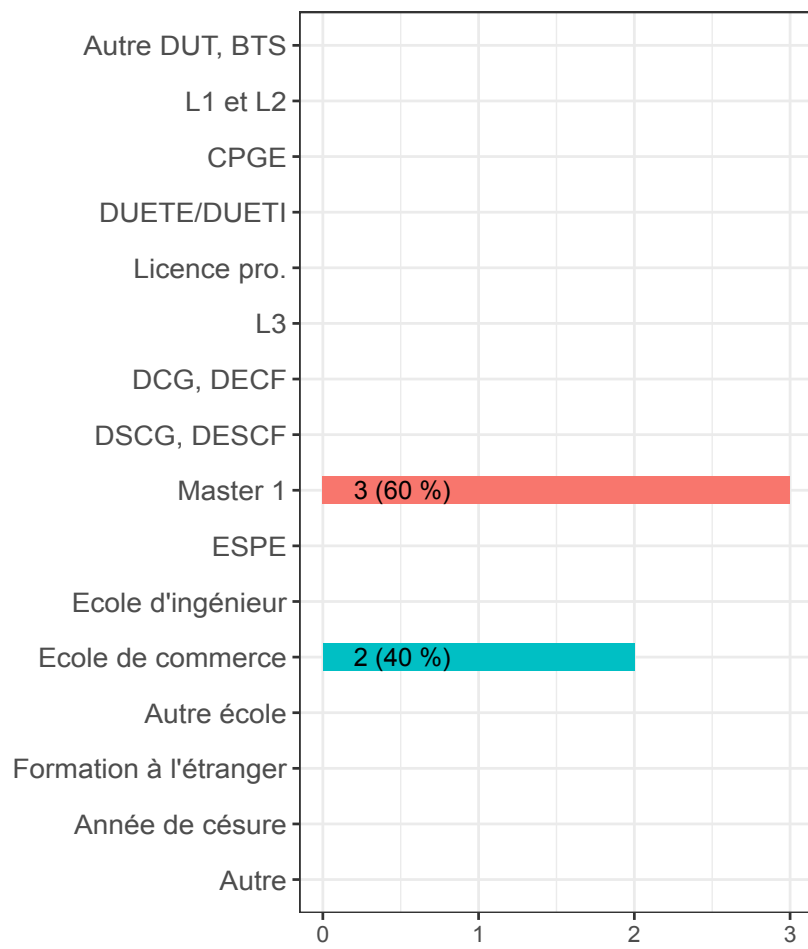 Autre DUT, BTS
L1 et L2
CPGE
DUETE/DUETI
Licence pro.
L3
DCG, DECF
DSCG, DESCF
Master 1
3 (60 %)
ESPE
Ecole d'ingénieur
Ecole de commerce
2 (40 %)
Autre école
Formation à l'étranger
Année de césure
Autre
0 1 2 3